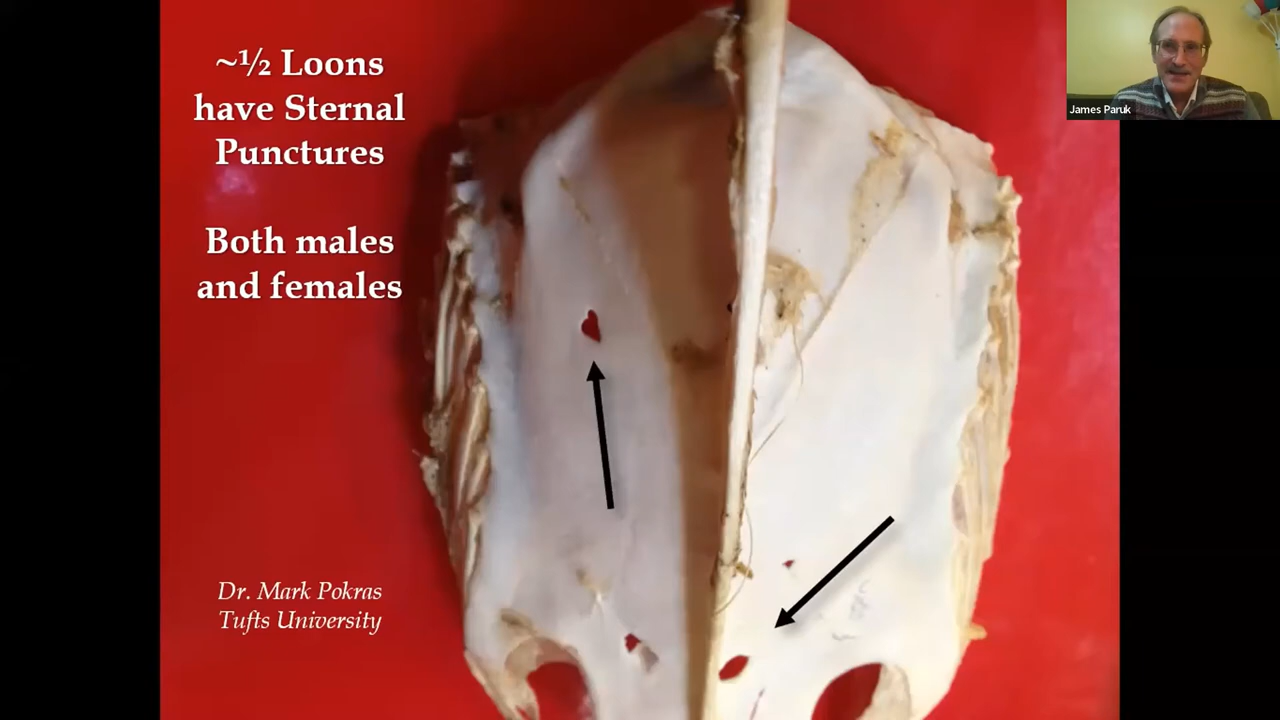 ~½ Loons
have Sternal
Punctures
Both males
and females
Dr. Mark Pokras
Tufts University
James Paruk